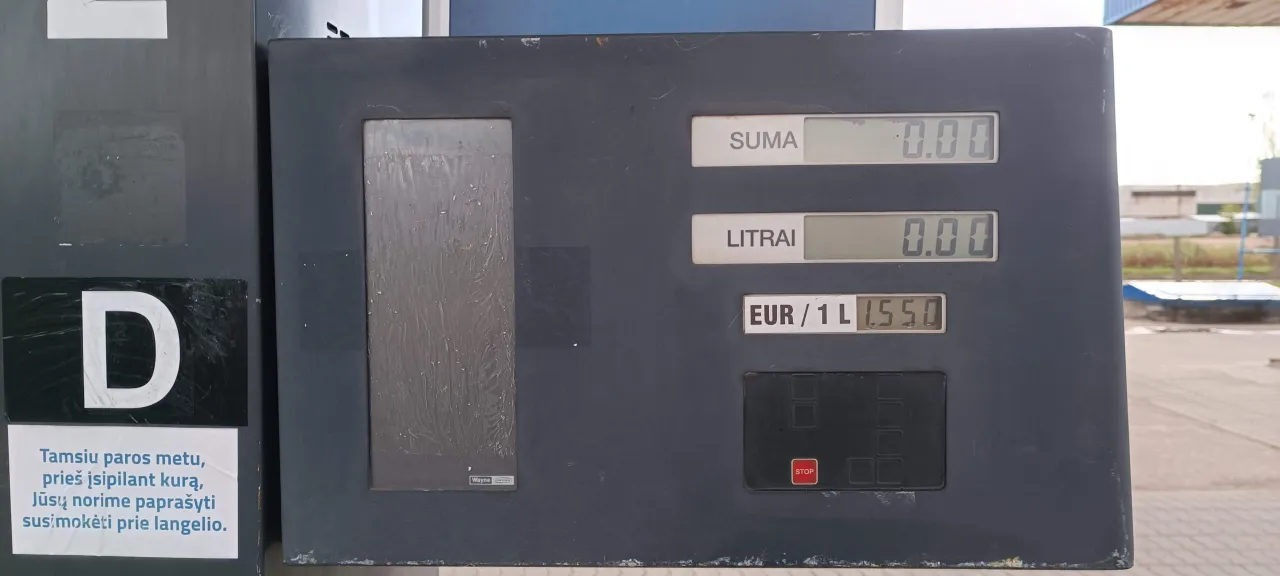 SUMA 0.00
LITRAI 0.00
EUR / 1 L 1.550
STOP
Wayne
D
Tamsiu paros metu,
prieš įsipilant kurą,
Jūsų norime paprašyti
susimokėti prie langelio.